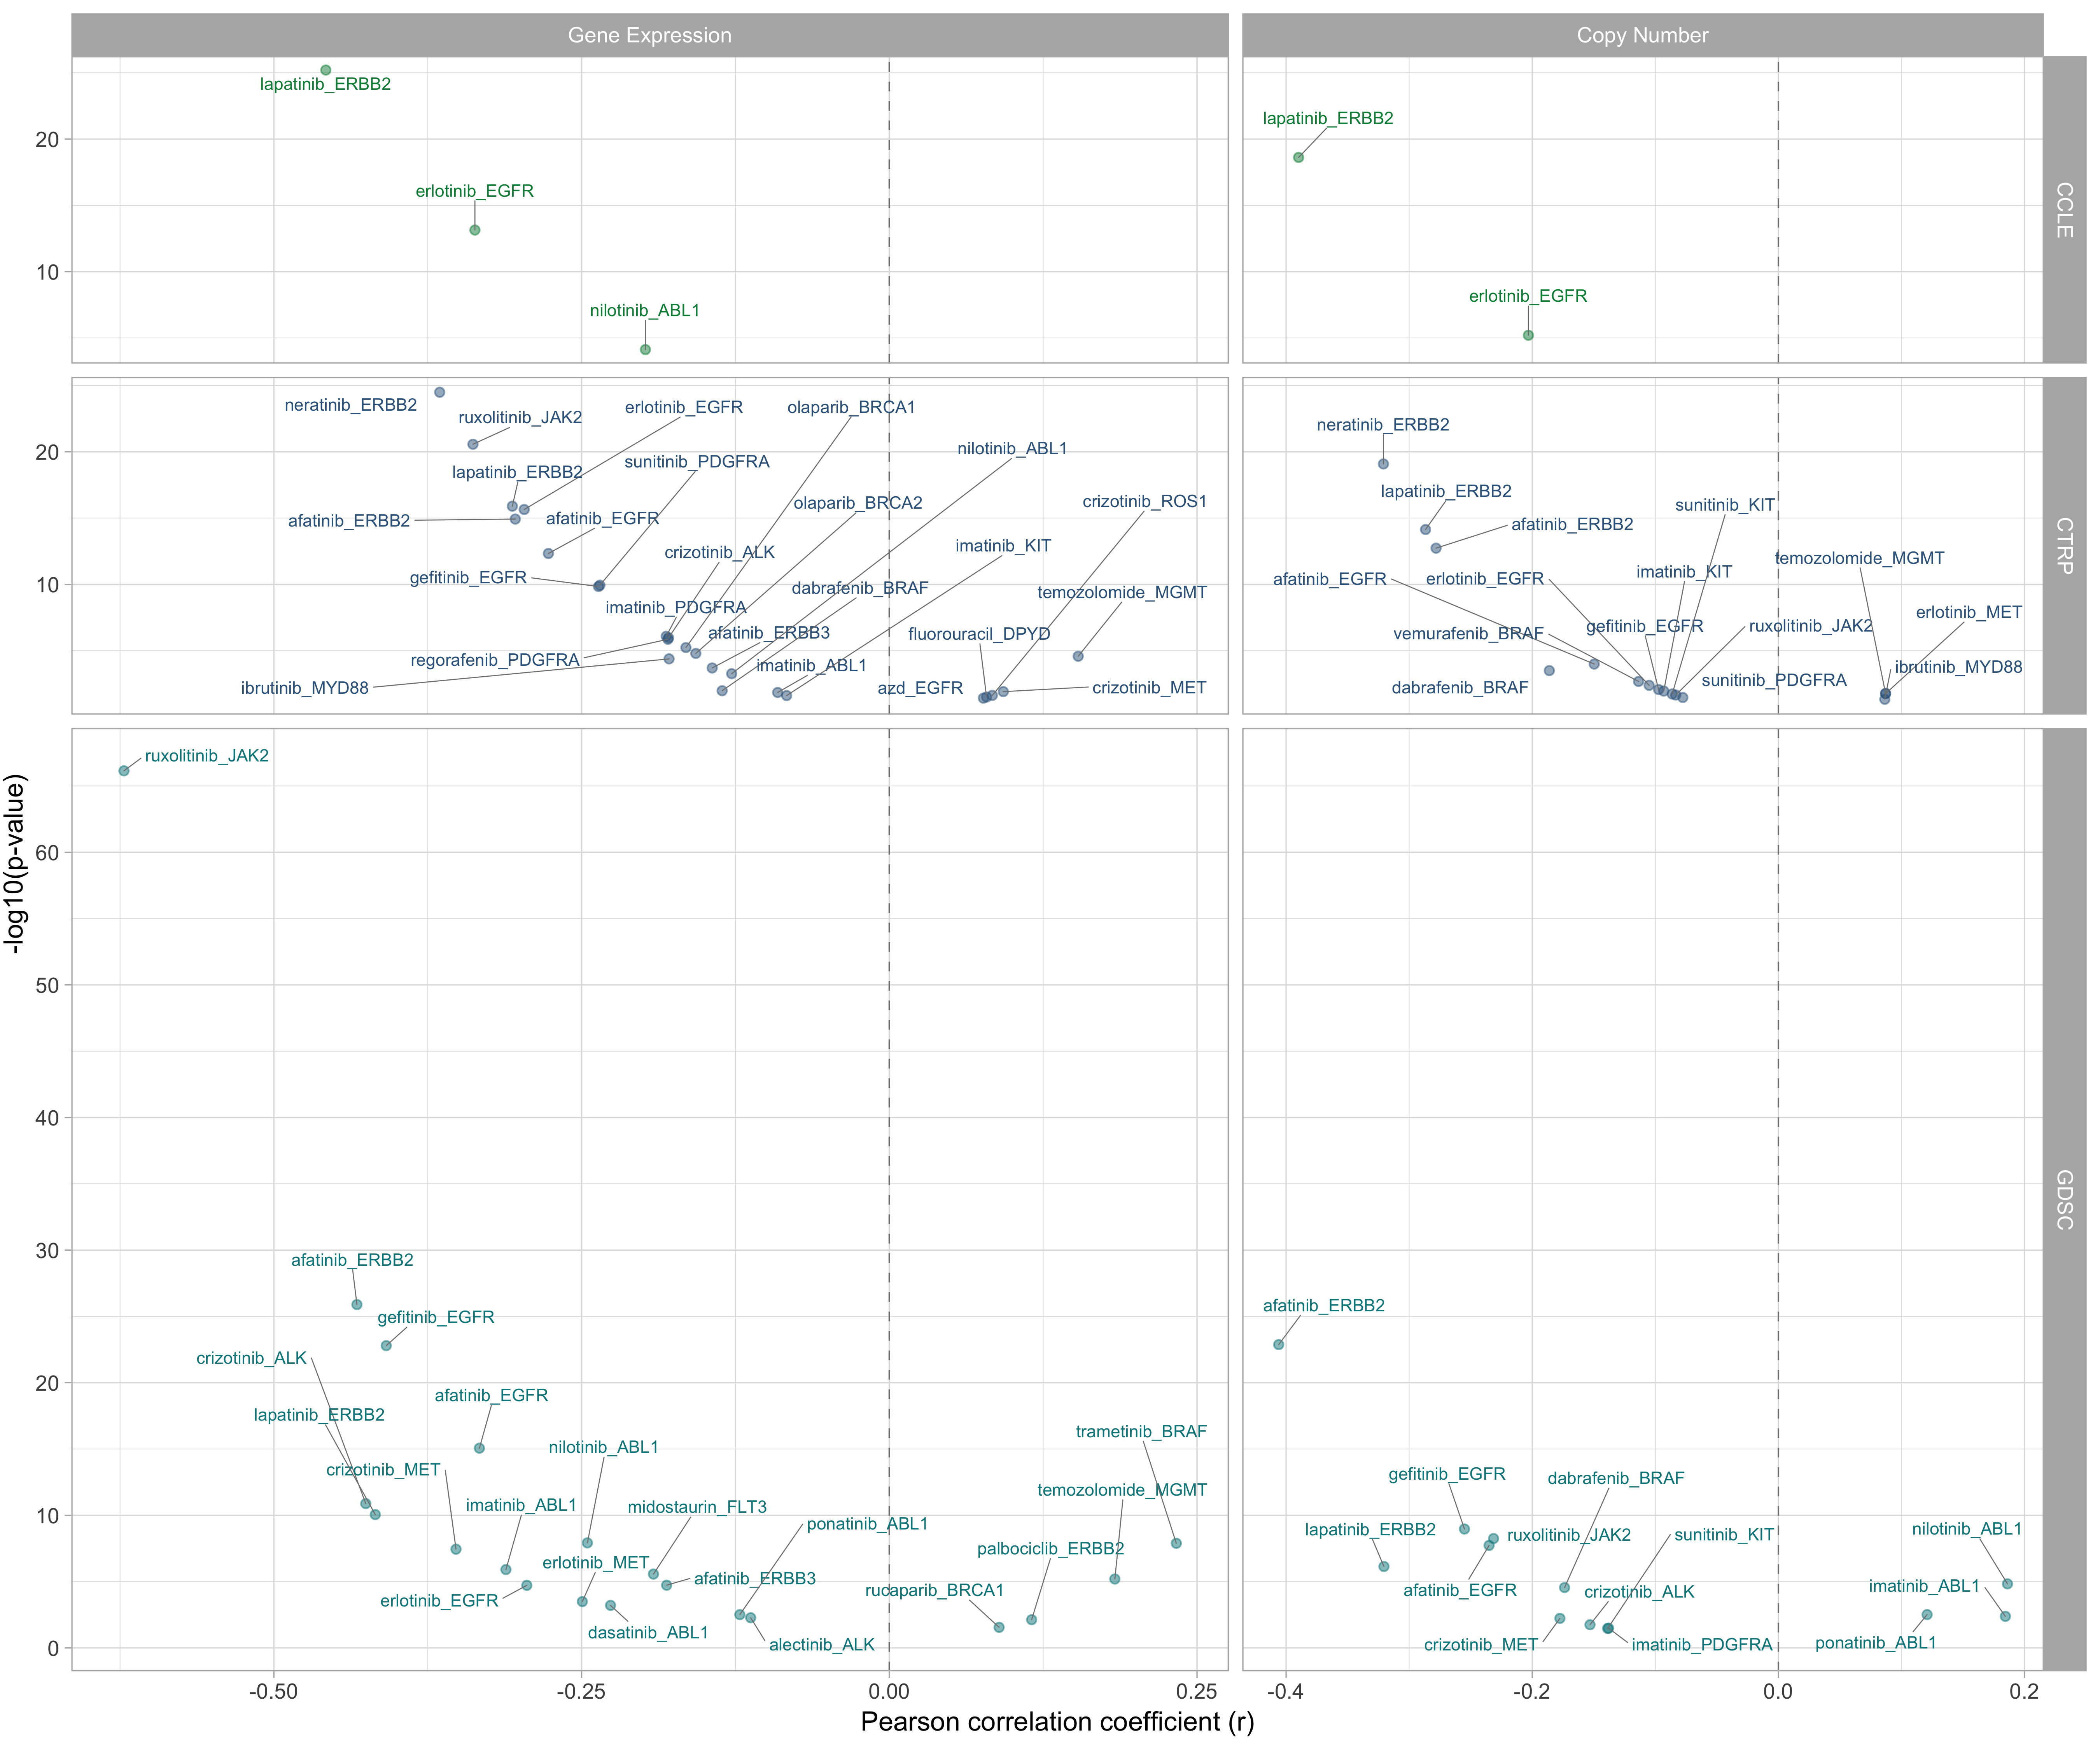 Gene Expression
Copy Number
CCLE
lapatinib_ERBB2
erlotinib_EGFR
nilotinib_ABL1
lapatinib_ERBB2
erlotinib_EGFR
20
10
CTRP
neratinib_ERBB2
ruxolitinib_JAK2
erlotinib_EGFR
olaparib_BRCA1
lapatinib_ERBB2
sunitinib_PDGFRA
nilotinib_ABL1
afatinib_ERBB2
afatinib_EGFR
olaparib_BRCA2
crizotinib_ROS1
crizotinib_ALK
imatinib_KIT
gefitinib_EGFR
dabrafenib_BRAF
temozolomide_MGMT
imatinib_PDGFRA
afatinib_ERBB3
fluorouracil_DPYD
regorafenib_PDGFRA
imatinib_ABL1
ibrutinib_MYD88
azd_EGFR
crizotinib_MET
neratinib_ERBB2
lapatinib_ERBB2
afatinib_ERBB2
sunitinib_KIT
temozolomide_MGMT
afatinib_EGFR
erlotinib_EGFR
imatinib_KIT
erlotinib_MET
vemurafenib_BRAF
gefitinib_EGFR
ruxolitinib_JAK2
ibrutinib_MYD88
dabrafenib_BRAF
sunitinib_PDGFRA
20
10
GDSC
ruxolitinib_JAK2
afatinib_ERBB2
gefitinib_EGFR
crizotinib_ALK
afatinib_EGFR
lapatinib_ERBB2
trametinib_BRAF
nilotinib_ABL1
crizotinib_MET
temozolomide_MGMT
imatinib_ABL1
midostaurin_FLT3
ponatinib_ABL1
palbociclib_ERBB2
erlotinib_MET
afatinib_ERBB3
rucaparib_BRCA1
erlotinib_EGFR
dasatinib_ABL1
alectinib_ALK
afatinib_ERBB2
gefitinib_EGFR
dabrafenib_BRAF
lapatinib_ERBB2
ruxolitinib_JAK2
sunitinib_KIT
nilotinib_ABL1
afatinib_EGFR
crizotinib_ALK
imatinib_ABL1
crizotinib_MET
imatinib_PDGFRA
ponatinib_ABL1
60
50
40
30
20
10
0
-0.50
-0.25
0.00
0.25
-0.4
-0.2
0.0
0.2
Pearson correlation coefficient (r)
-log10(p-value)